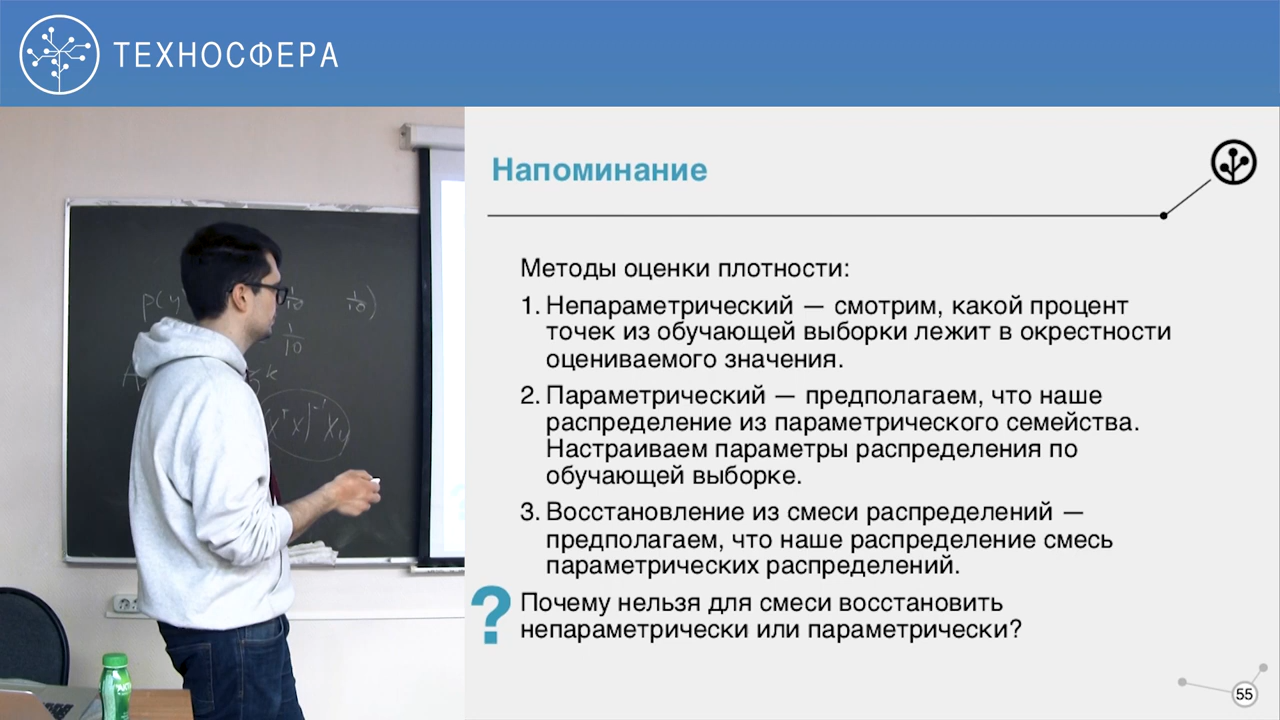 ТЕХНОСФЕРА
Напоминание
Методы оценки плотности:
1. Непараметрический — смотрим, какой процент
точек из обучающей выборки лежит в окрестности
оцениваемого значения.
2. Параметрический — предполагаем, что наше
распределение из параметрического семейства.
Настраиваем параметры распределения по
обучающей выборке.
3. Восстановление из смеси распределений —
предполагаем, что наше распределение смесь
параметрических распределений.
? Почему нельзя для смеси восстановить
непараметрически или параметрически?
55